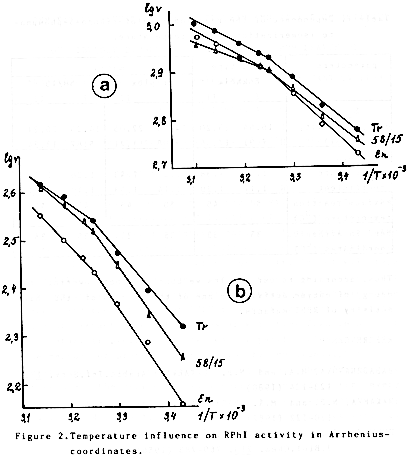 lgv
3,0
2,9
2,8
2,7
3,1 3,2 3,3 3,4
1/T×10⁻³
Tr
58/15
En
a
lgv
2,6
2,5
2,4
2,3
2,2
3,1 3,2 3,3 3,4
1/T×10⁻³
Tr
58/15
En
b
Figure 2.Temperature influence on RPhI activity in Arrhenius-
coordinates.